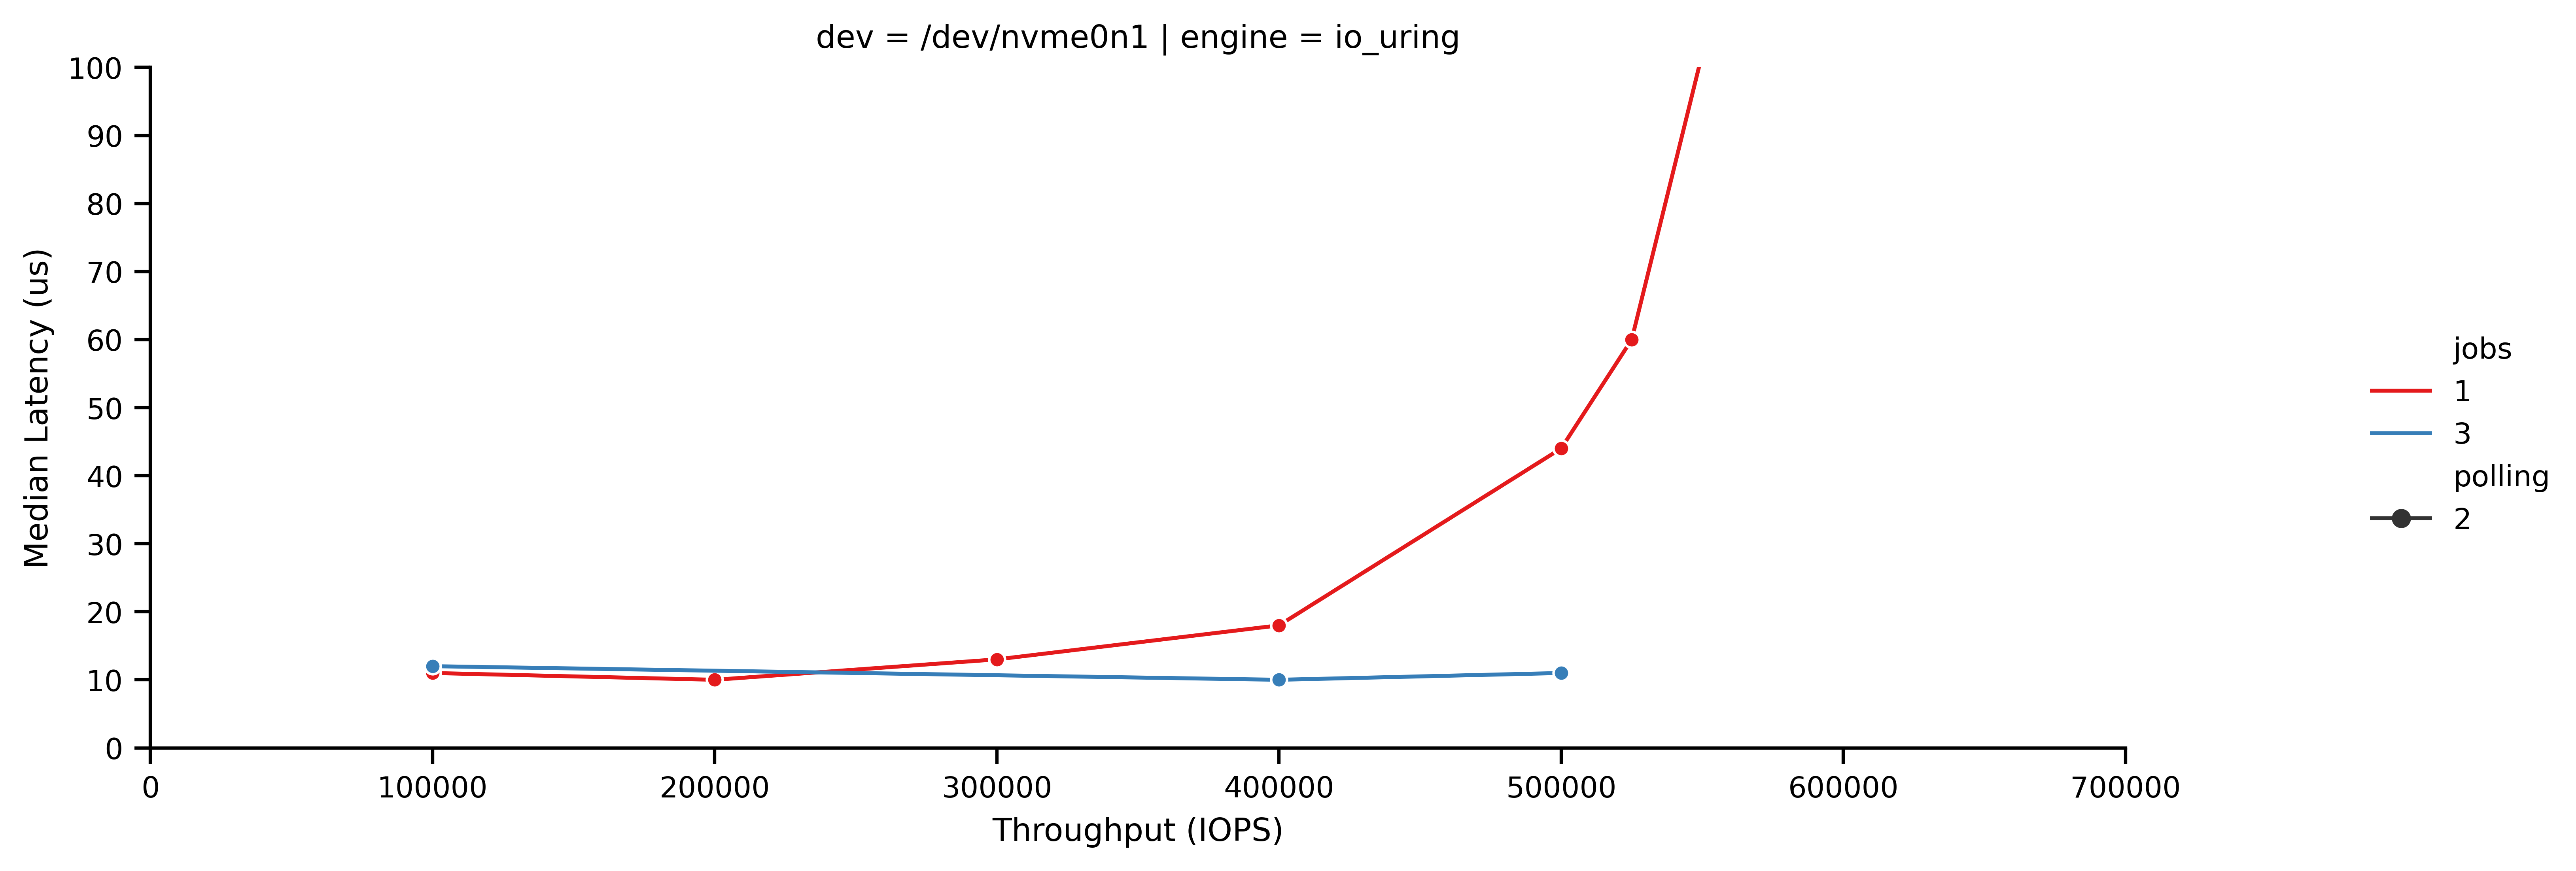 dev = /dev/nvme0n1 | engine = io_uring
100
90
80
70
60
50
40
30
20
10
0
Median Latency (us)
0 100000 200000 300000 400000 500000 600000 700000
Throughput (IOPS)
jobs
1
3
polling
2